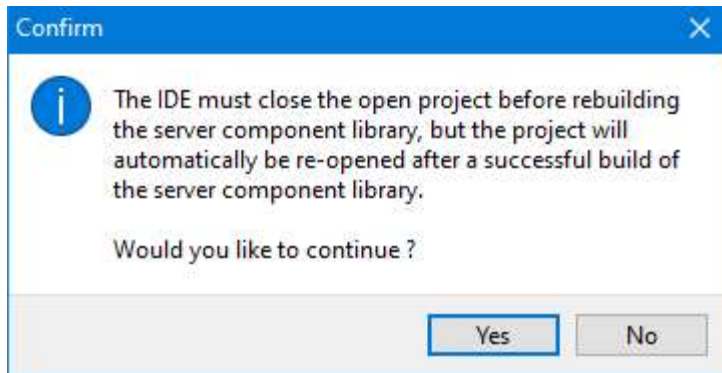 Confirm
The IDE must close the open project before rebuilding
the server component library, but the project will
automatically be re-opened after a successful build of
the server component library.
Would you like to continue ?
Yes
No